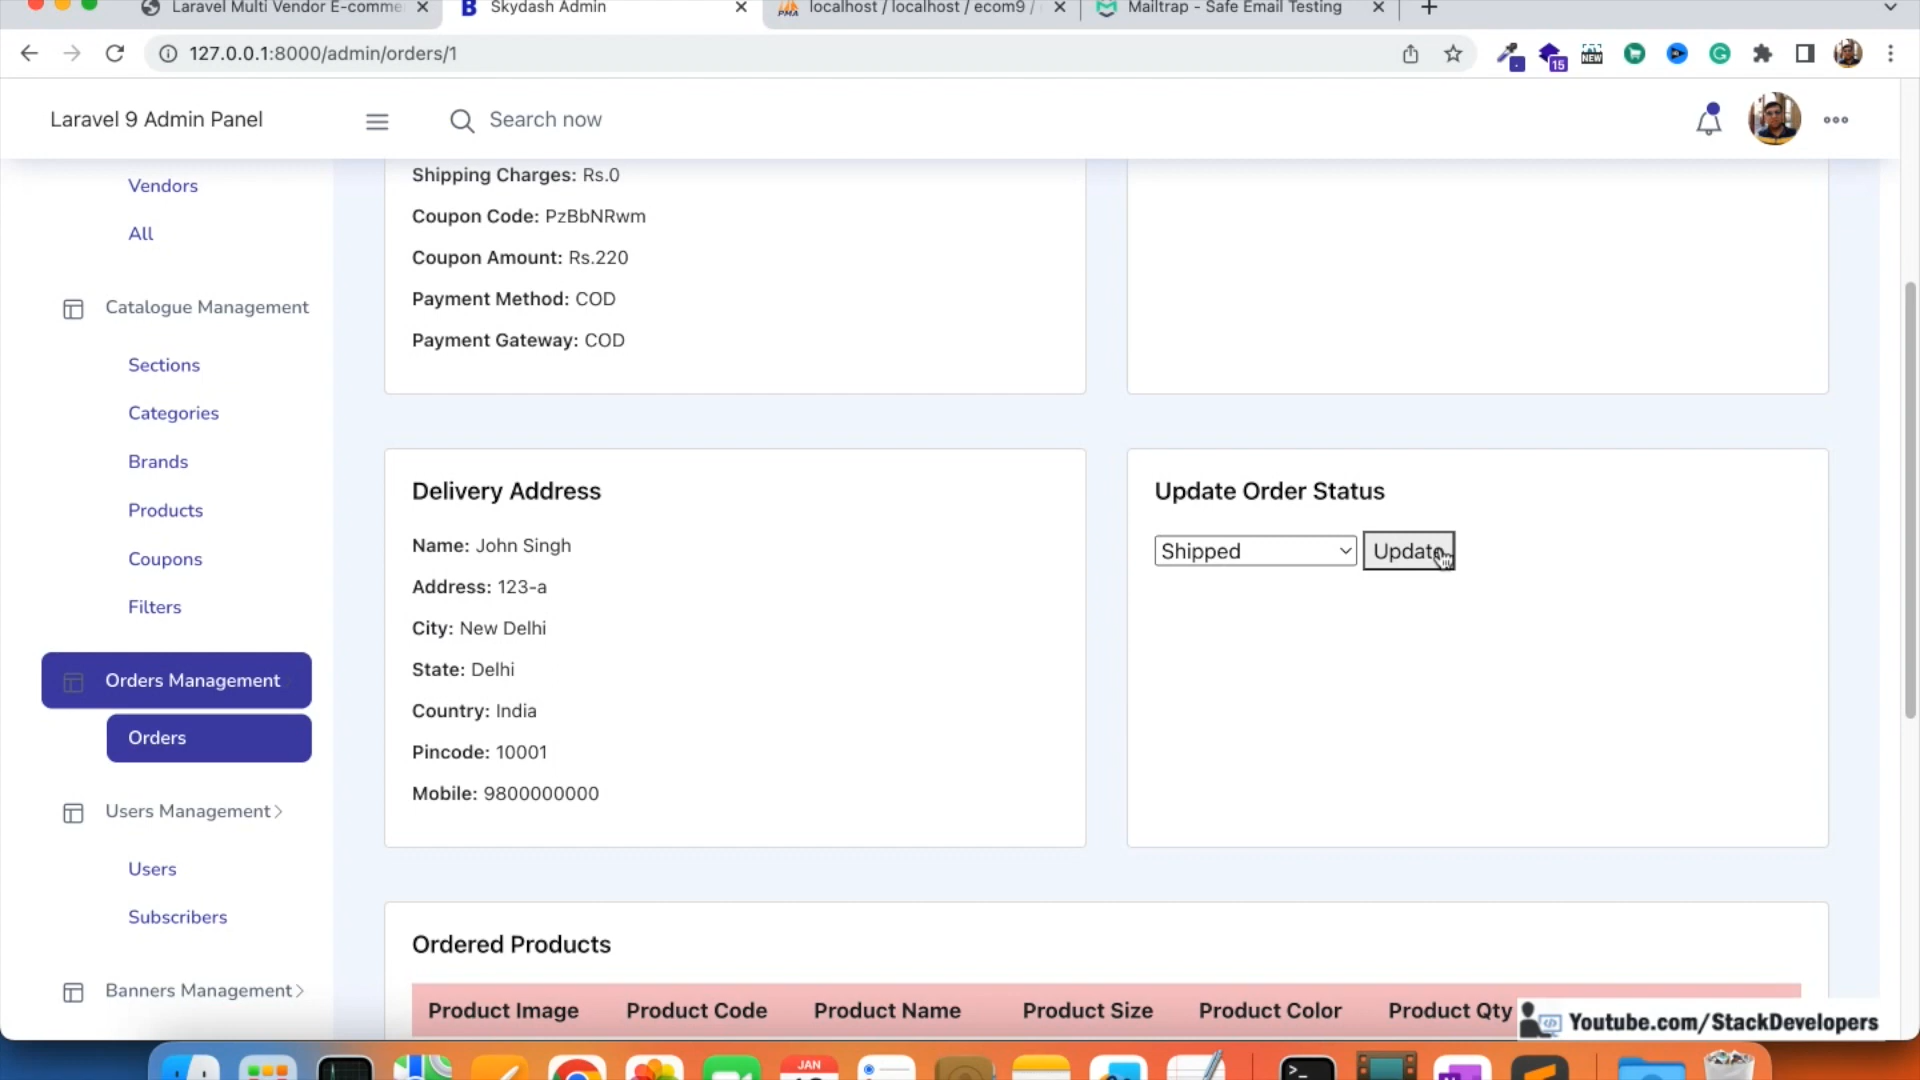 Laravel Multi Vendor E-comme
Skydash Admin
localhost / localhost / ecom9 /
Mailtrap - Safe Email Testing
127.0.0.1:8000/admin/orders/1
15
NEW
Laravel 9 Admin Panel
Search now
Vendors
All
Catalogue Management
Sections
Categories
Brands
Products
Coupons
Filters
Orders Management
Orders
Users Management
Users
Subscribers
Banners Management
Shipping Charges: Rs.0
Coupon Code: PzBbNRwm
Coupon Amount: Rs.220
Payment Method: COD
Payment Gateway: COD
Delivery Address
Name: John Singh
Address: 123-a
City: New Delhi
State: Delhi
Country: India
Pincode: 10001
Mobile: 9800000000
Update Order Status
Shipped
Update
Ordered Products
Product Image Product Code Product Name Product Size Product Color Product Qty
Youtube.com/StackDevelopers
JAN